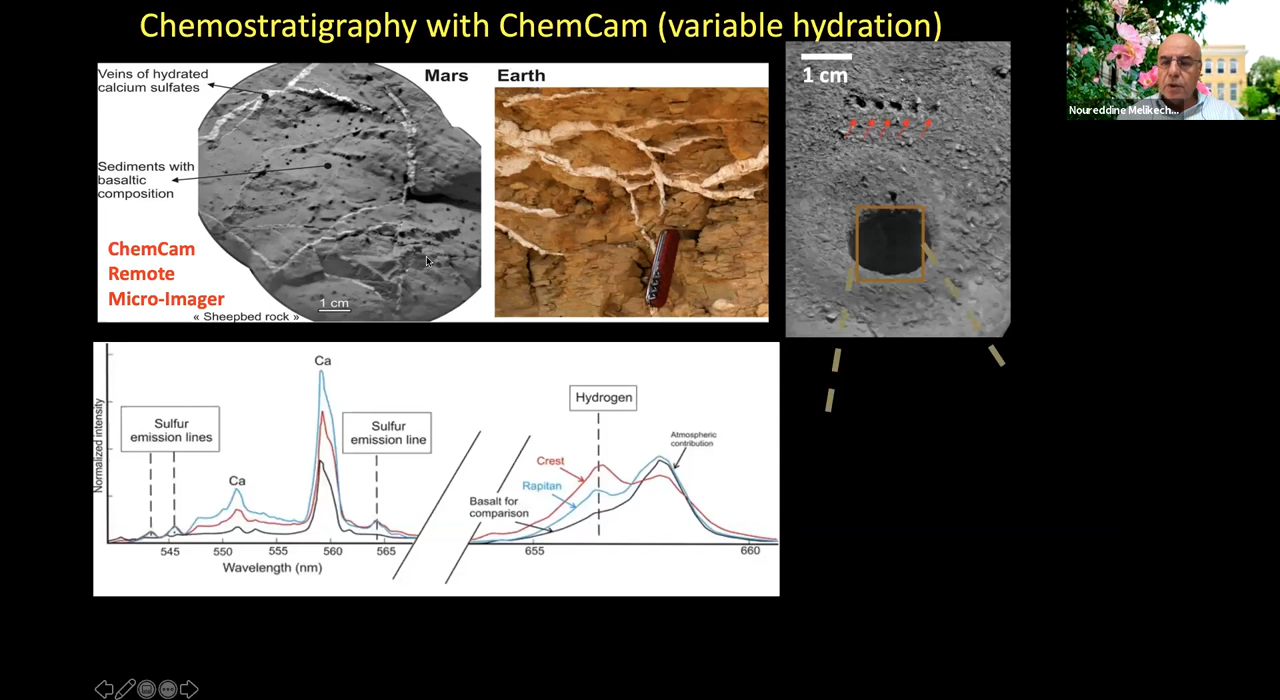 Chemostratigraphy with ChemCam (variable hydration)
Veins of hydrated
calcium sulfates
Mars
Earth
Sediments with
basaltic
composition
ChemCam
Remote
Micro-Imager
1 cm
« Sheepbed rock »
1 cm
Noureddine Melikech...
Normalized intensity
Sulfur
emission lines
Ca
Ca
Sulfur
emission line
Hydrogen
Atmospheric
contribution
Crest
Rapitan
Basalt for
comparison
545
550
555
560
565
655
660
Wavelength (nm)